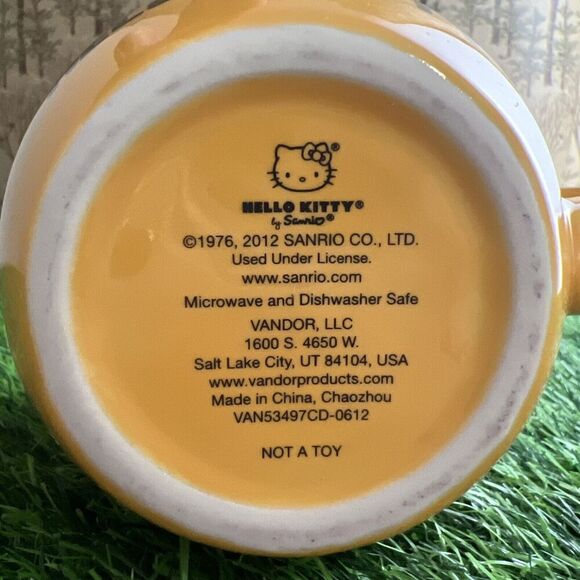 ®
HELLO KITTY®
by Sanrio®
©1976, 2012 SANRIO CO., LTD.
Used Under License.
www.sanrio.com
Microwave and Dishwasher Safe
VANDOR, LLC
1600 S. 4650 W.
Salt Lake City, UT 84104, USA
www.vandorproducts.com
Made in China, Chaozhou
VAN53497CD-0612
NOT A TOY